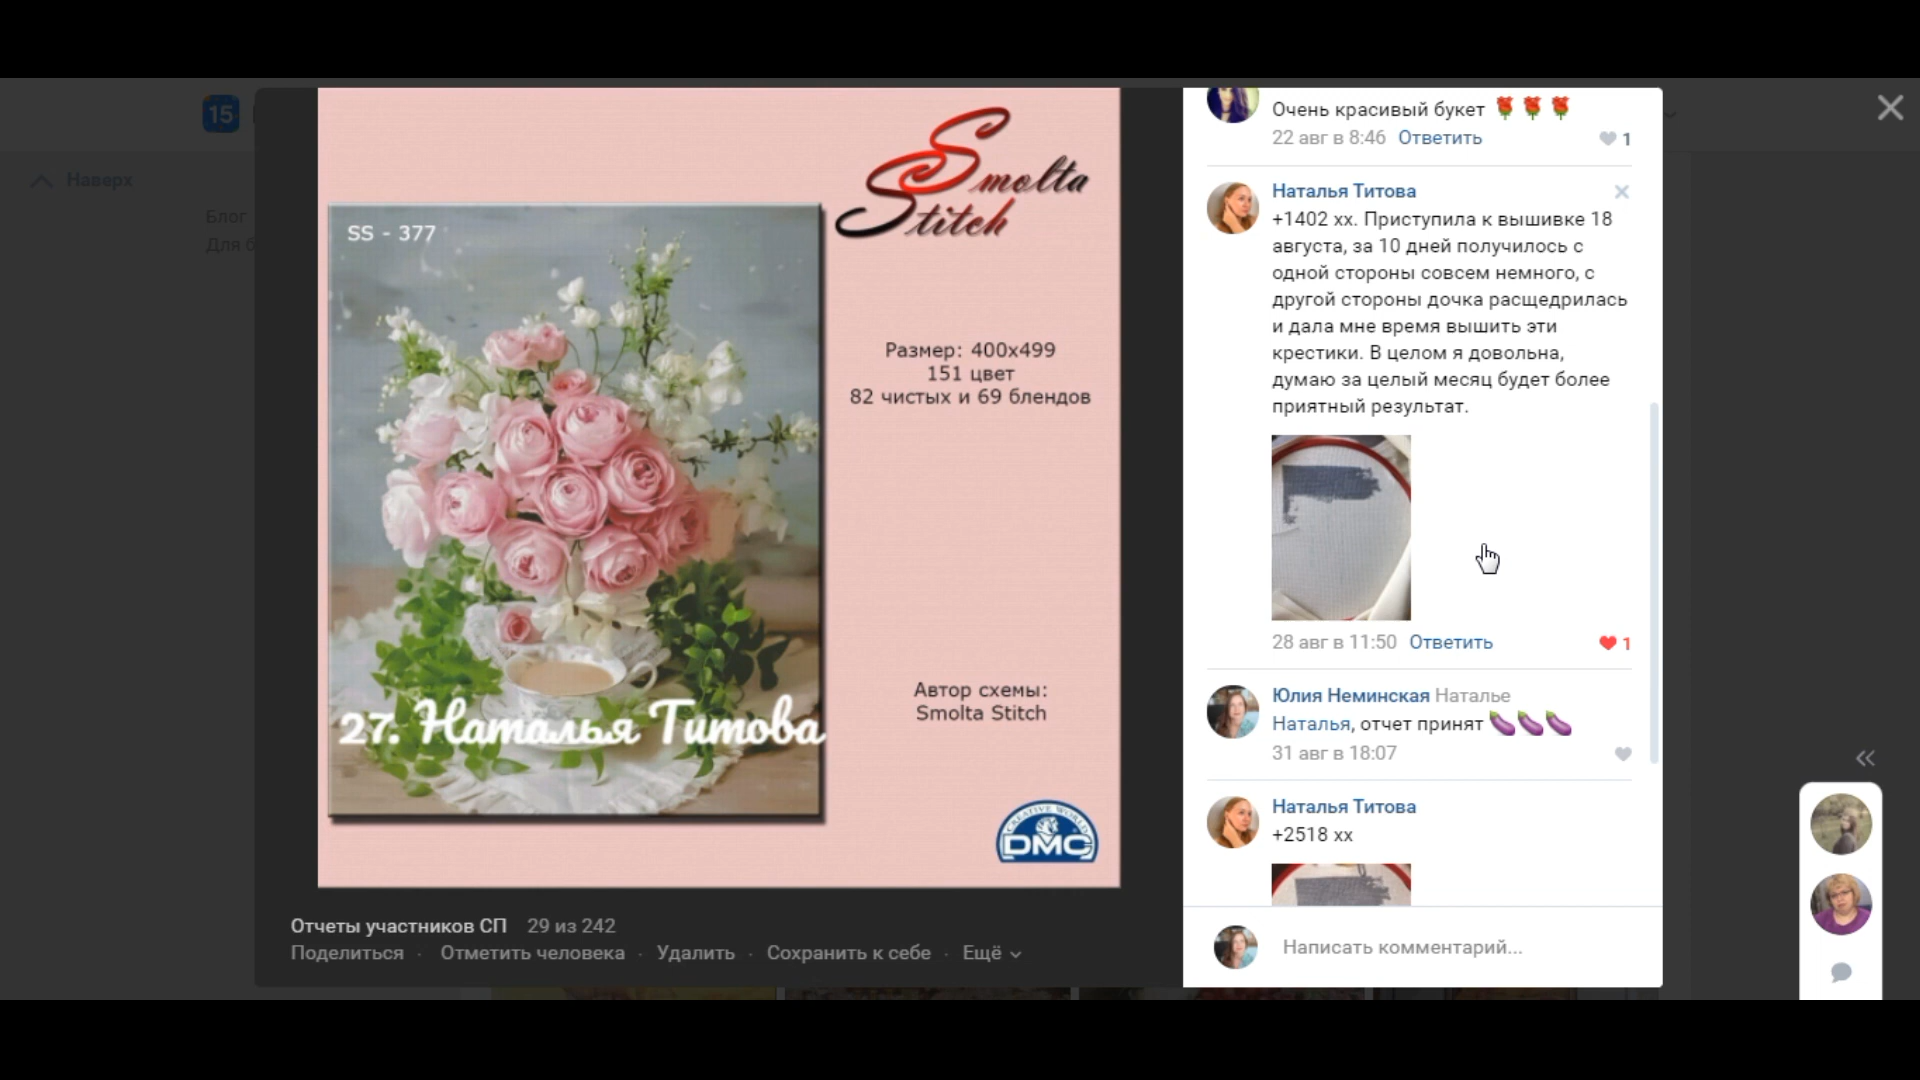 15
Наверх
Блог
Для б
SS - 377
Smolta
Stitch
Размер: 400x499
151 цвет
82 чистых и 69 блендов
Автор схемы:
Smolta Stitch
27. Наталья Титова
CREATIVE WORLD
DMC
Отчеты участников СП 29 из 242
Поделиться · Отметить человека · Удалить · Сохранить к себе · Ещё
Очень красивый букет
22 авг в 8:46 Ответить 1
Наталья Титова
+1402 хх. Приступила к вышивке 18
августа, за 10 дней получилось с
одной стороны совсем немного, с
другой стороны дочка расщедрилась
и дала мне время вышить эти
крестики. В целом я довольна,
думаю за целый месяц будет более
приятный результат.
28 авг в 11:50 Ответить 1
Юлия Неминская Наталье
Наталья, отчет принят 🍆🍆🍆
31 авг в 18:07
Наталья Титова
+2518 хх
Написать комментарий...